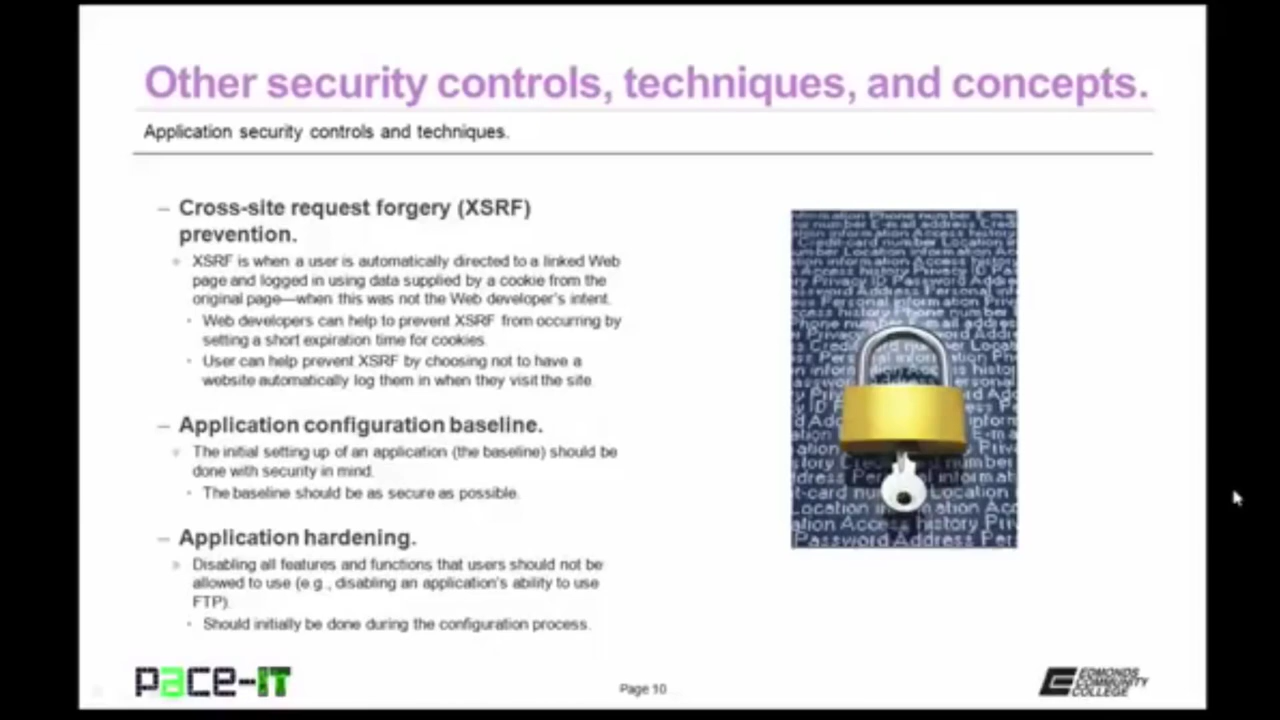 Other security controls, techniques, and concepts.
Application security controls and techniques.
– Cross-site request forgery (XSRF)
prevention.
» XSRF is when a user is automatically directed to a linked Web
page and logged in using data supplied by a cookie from the
original page—when this was not the Web developer's intent.
• Web developers can help to prevent XSRF from occurring by
setting a short expiration time for cookies.
• User can help prevent XSRF by choosing not to have a
website automatically log them in when they visit the site.
– Application configuration baseline.
» The initial setting up of an application (the baseline) should be
done with security in mind.
• The baseline should be as secure as possible.
– Application hardening.
» Disabling all features and functions that users should not be
allowed to use (e.g., disabling an application's ability to use
FTP).
• Should initially be done during the configuration process.
pace-IT
Page 10
EDMONDS
COMMUNITY
COLLEGE